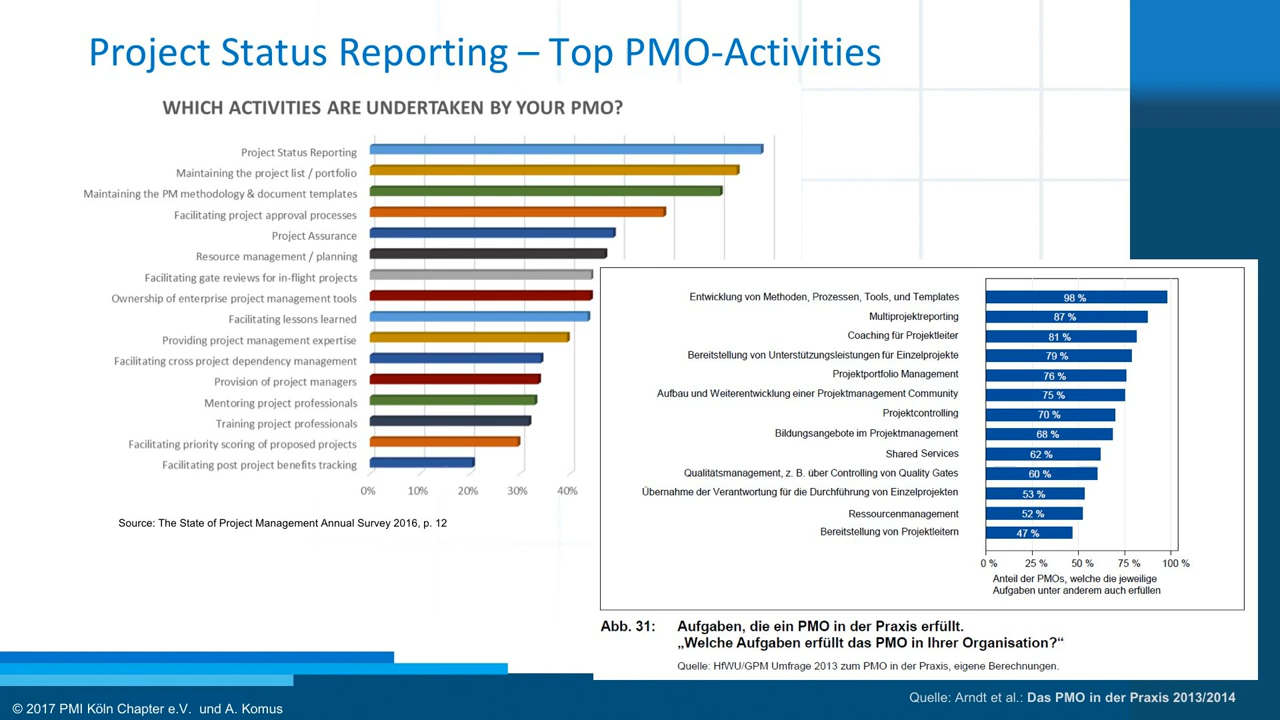 Project Status Reporting – Top PMO-Activities
WHICH ACTIVITIES ARE UNDERTAKEN BY YOUR PMO?
Project Status Reporting
Maintaining the project list / portfolio
Maintaining the PM methodology & document templates
Facilitating project approval processes
Project Assurance
Resource management / planning
Facilitating gate reviews for in-flight projects
Ownership of enterprise project management tools
Facilitating lessons learned
Providing project management expertise
Facilitating cross project dependency management
Provision of project managers
Mentoring project professionals
Training project professionals
Facilitating priority scoring of proposed projects
Facilitating post project benefits tracking
0% 10% 20% 30% 40%
Source: The State of Project Management Annual Survey 2016, p. 12
Entwicklung von Methoden, Prozessen, Tools, und Templates 98 %
Multiprojektreporting 87 %
Coaching für Projektleiter 81 %
Bereitstellung von Unterstützungsleistungen für Einzelprojekte 79 %
Projektportfolio Management 76 %
Aufbau und Weiterentwicklung einer Projektmanagement Community 75 %
Projektcontrolling 70 %
Bildungsangebote im Projektmanagement 68 %
Shared Services 62 %
Qualitätsmanagement, z. B. über Controlling von Quality Gates 60 %
Übernahme der Verantwortung für die Durchführung von Einzelprojekten 53 %
Ressourcenmanagement 52 %
Bereitstellung von Projektleitern 47 %
0 % 25 % 50 % 75 % 100 %
Anteil der PMOs, welche die jeweilige
Aufgaben unter anderem auch erfüllen
Abb. 31: Aufgaben, die ein PMO in der Praxis erfüllt.
„Welche Aufgaben erfüllt das PMO in Ihrer Organisation?“
Quelle: HfWU/GPM Umfrage 2013 zum PMO in der Praxis, eigene Berechnungen.
Quelle: Arndt et al.: Das PMO in der Praxis 2013/2014
© 2017 PMI Köln Chapter e.V. und A. Komus